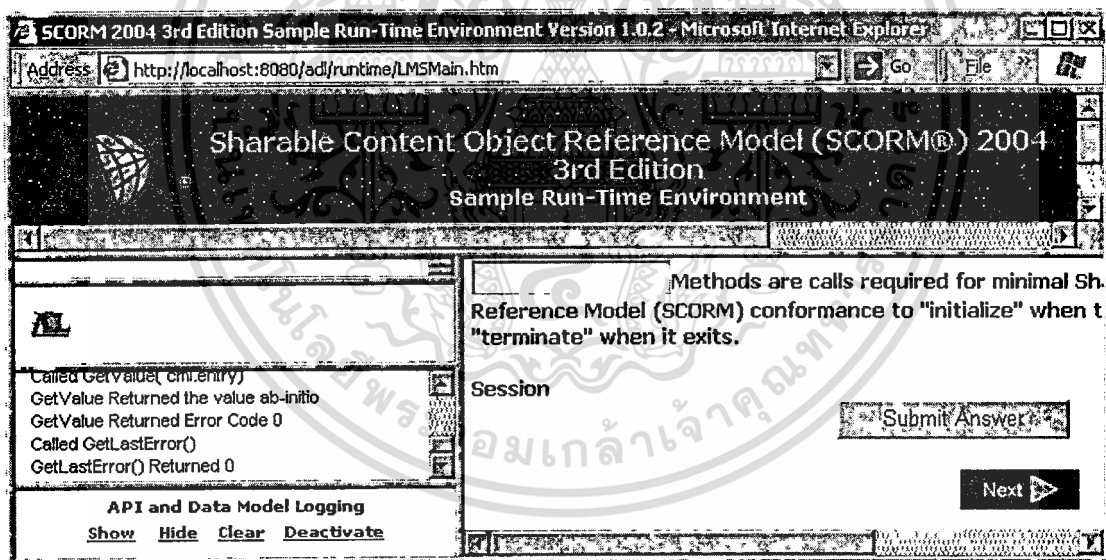 SCORM 2004 3rd Edition Sample Run-Time Environment Version 1.0.2 - Microsoft Internet Explorer
Address http://localhost:8080/adl/runtime/LMSMain.htm Go File
Sharable Content Object Reference Model (SCORM®) 2004
3rd Edition
Sample Run-Time Environment
Called GetValue( cmi.entry)
GetValue Returned the value ab-initio
GetValue Returned Error Code 0
Called GetLastError()
GetLastError() Returned 0
API and Data Model Logging
Show Hide Clear Deactivate
Methods are calls required for minimal Sh
Reference Model (SCORM) conformance to "initialize" when t
"terminate" when it exits.
Session
Submit Answer
Next